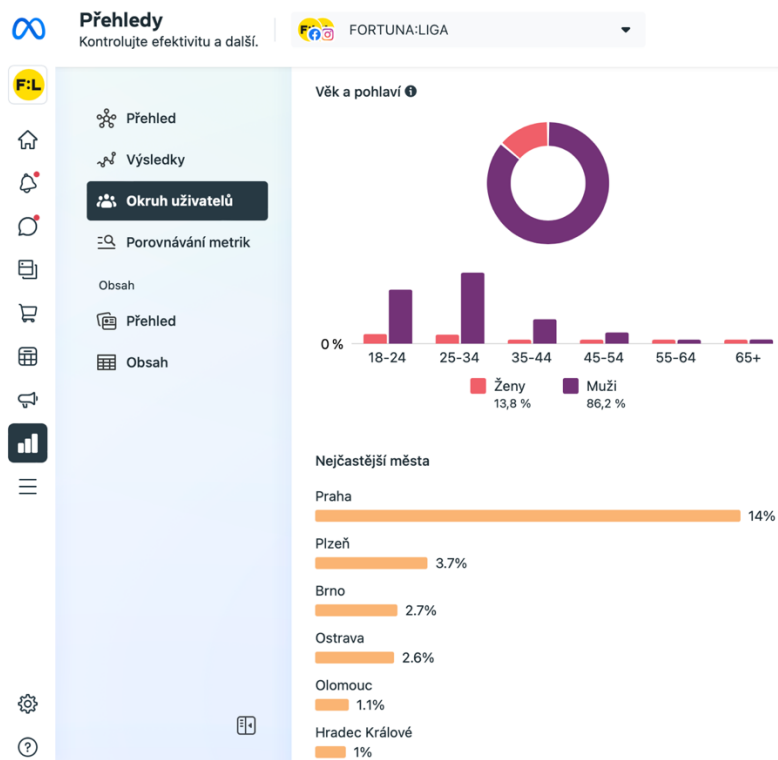 Přehledy
Kontrolujte efektivitu a další.
FORTUNA:LIGA
F:L
Přehled
Výsledky
Okruh uživatelů
Porovnávání metrik
Obsah
Přehled
Obsah
Věk a pohlaví
0 %
18-24 25-34 35-44 45-54 55-64 65+
Ženy Muži
13,8 % 86,2 %
Nejčastější města
Praha
14%
Plzeň
3.7%
Brno
2.7%
Ostrava
2.6%
Olomouc
1.1%
Hradec Králové
1%